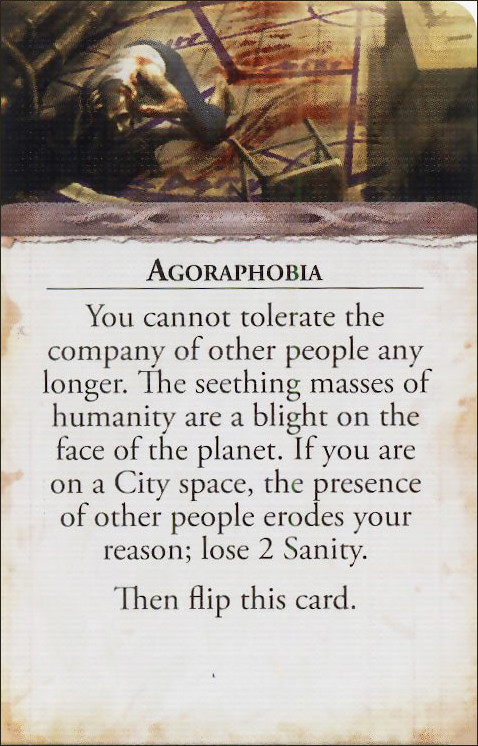 AGORAPHOBIA
You cannot tolerate the
company of other people any
longer. The seething masses of
humanity are a blight on the
face of the planet. If you are
on a City space, the presence
of other people erodes your
reason; lose 2 Sanity.
Then flip this card.